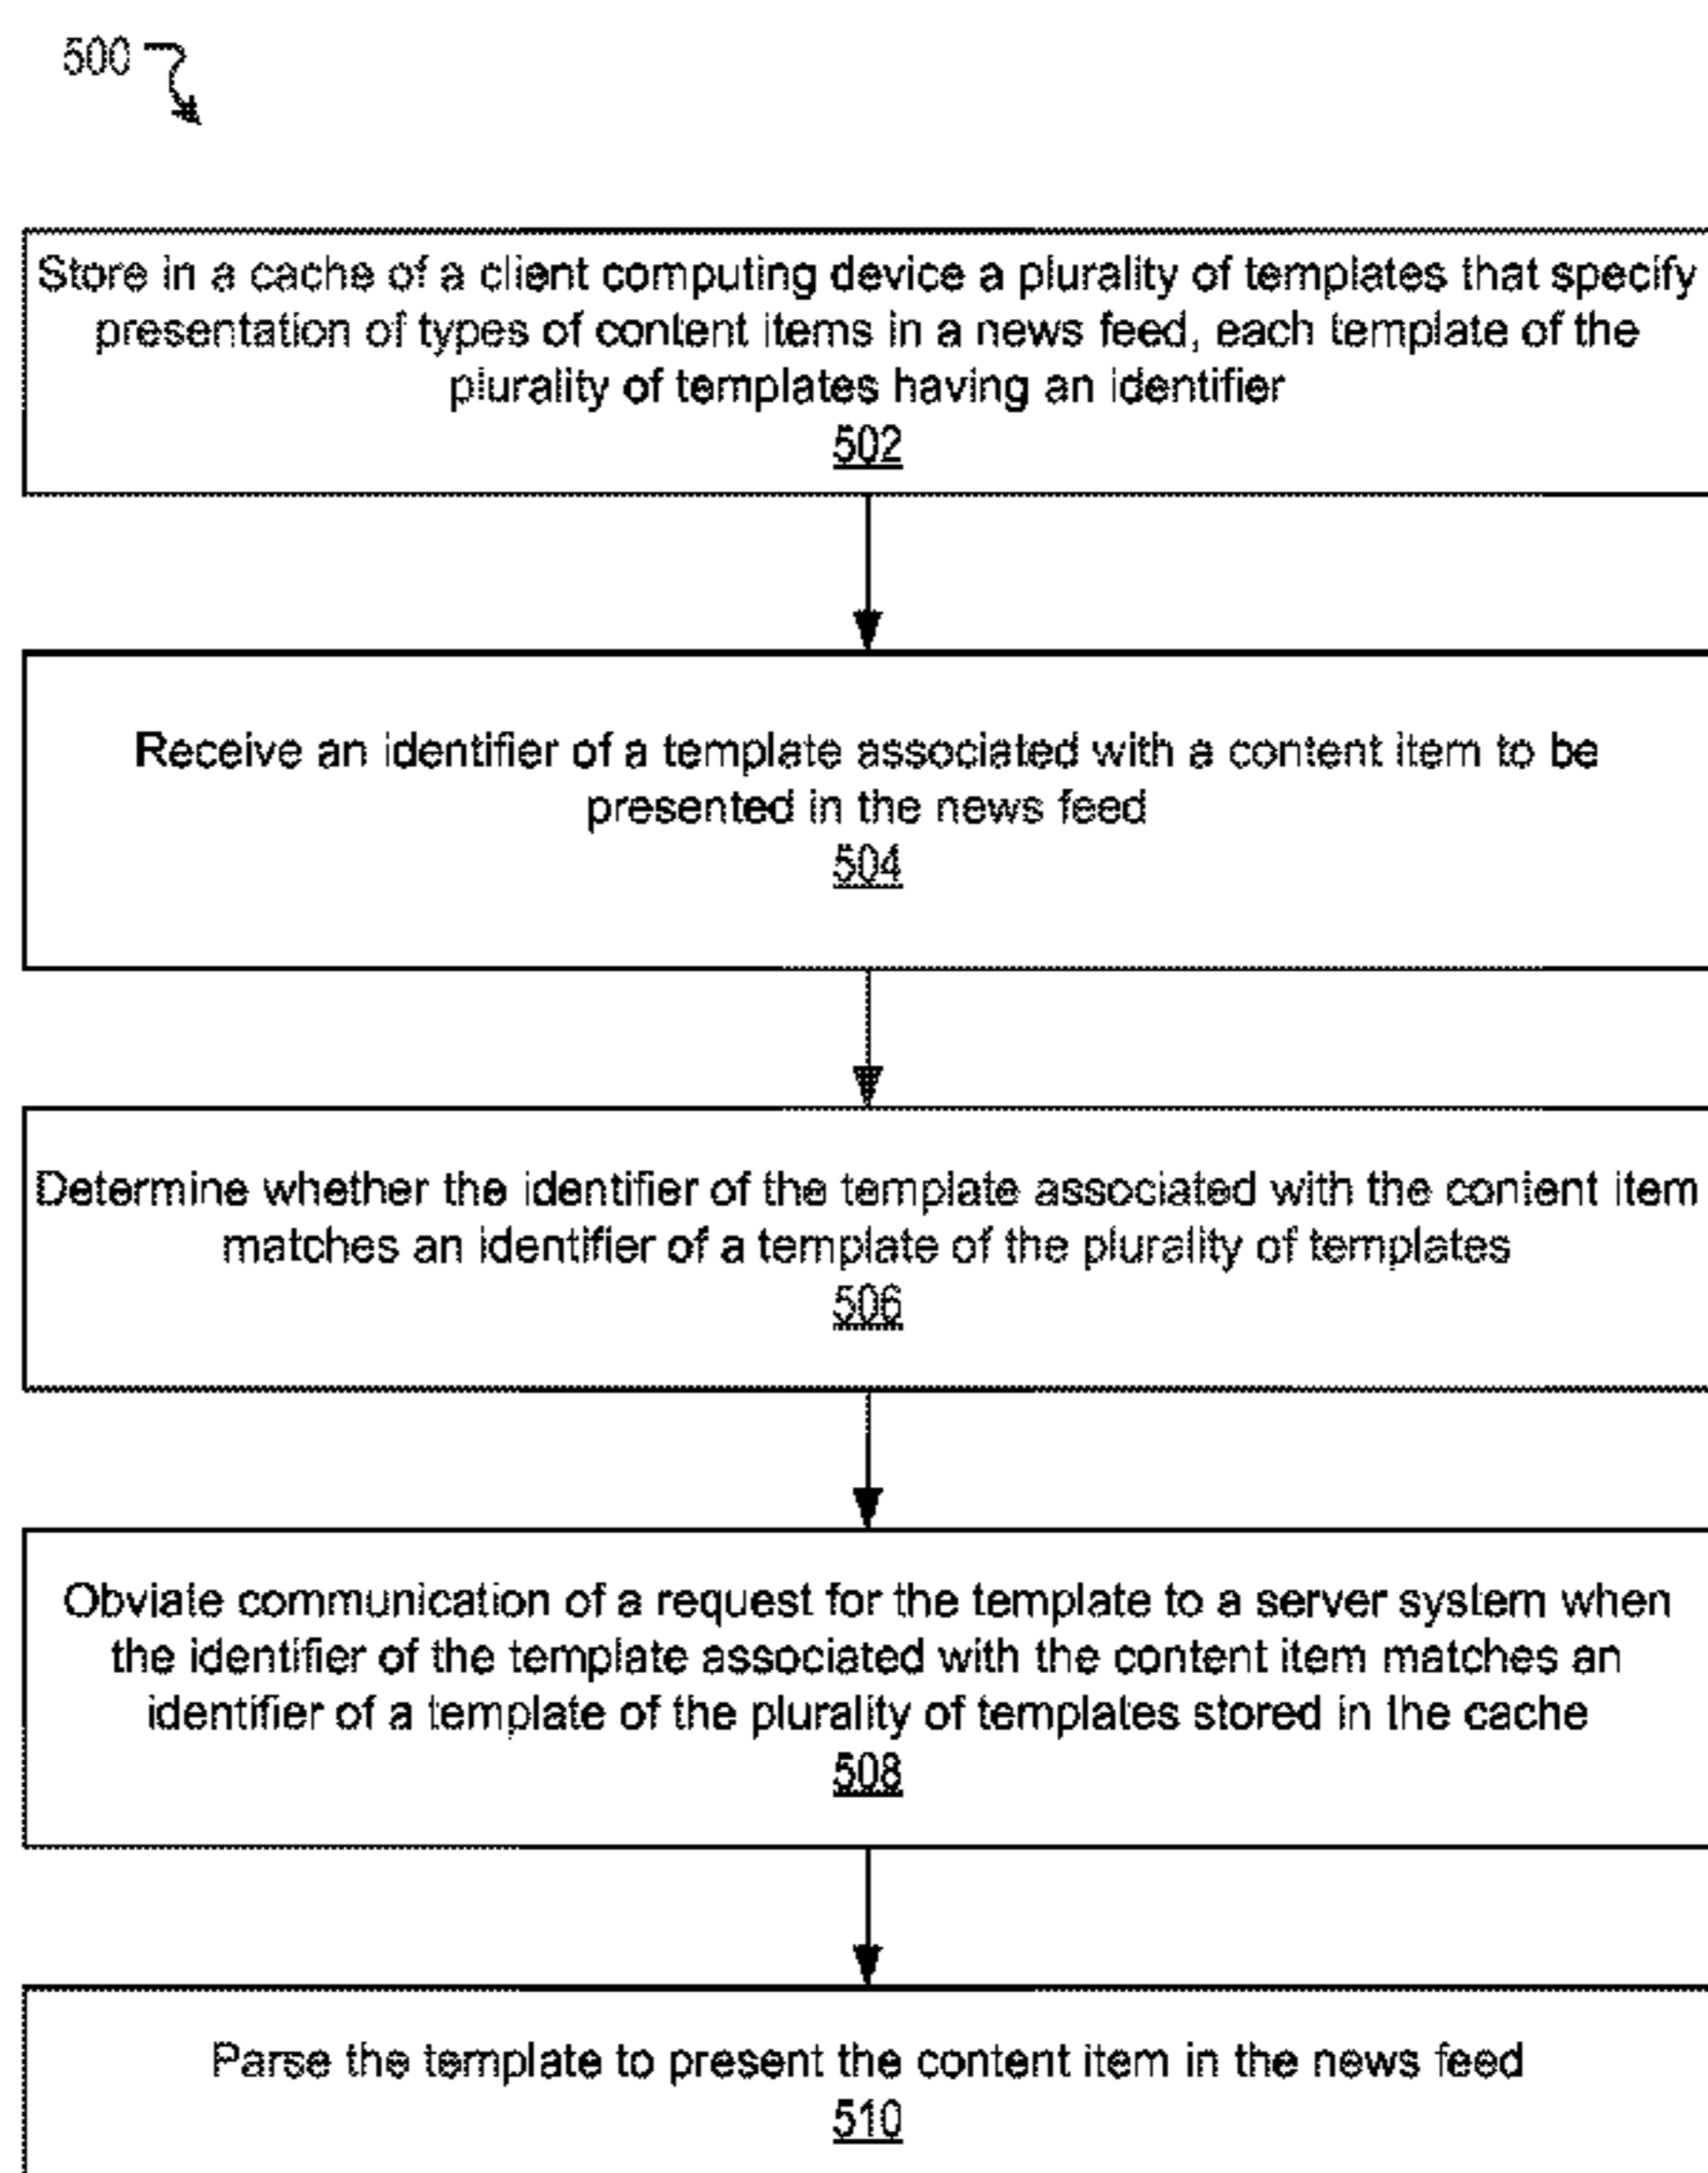 500
Store in a cache of a client computing device a plurality of templates that specify
presentation of types of content items in a news feed, each template of the
plurality of templates having an identifier
502
Receive an identifier of a template associated with a content item to be
presented in the news feed
504
Determine whether the identifier of the template associated with the content item
matches an identifier of a template of the plurality of templates
506
Obviate communication of a request for the template to a server system when
the identifier of the template associated with the content item matches an
identifier of a template of the plurality of templates stored in the cache
508
Parse the template to present the content item in the news feed
510